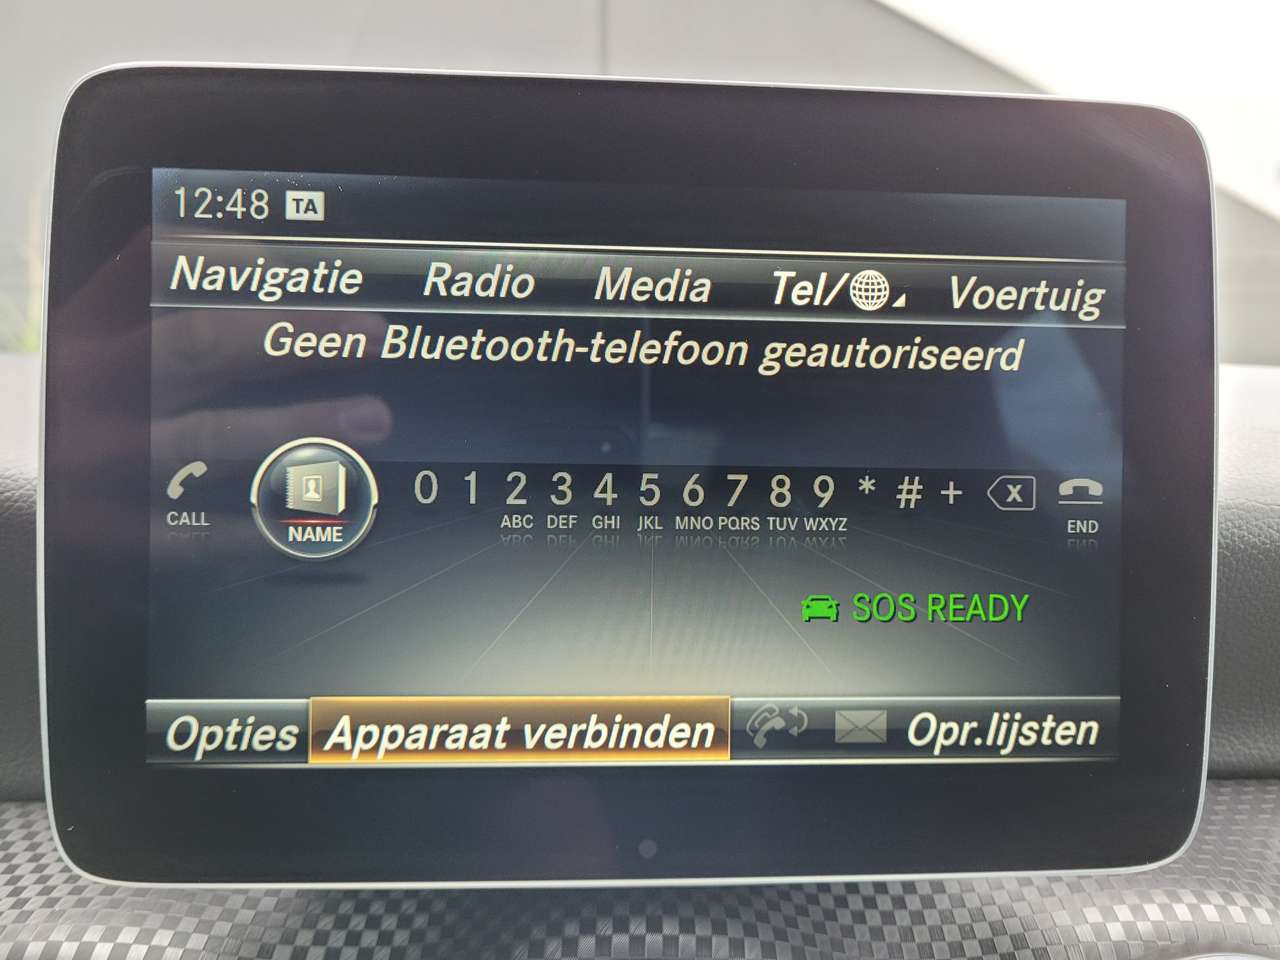 12:48 TA
Navigatie Radio Media Tel/ Voertuig
Geen Bluetooth-telefoon geautoriseerd
0 1 2 3 4 5 6 7 8 9 * # + X
CALL NAME ABC DEF GHI JKL MNO PQRS TUV WXYZ END
SOS READY
Opties Apparaat verbinden Opr.lijsten